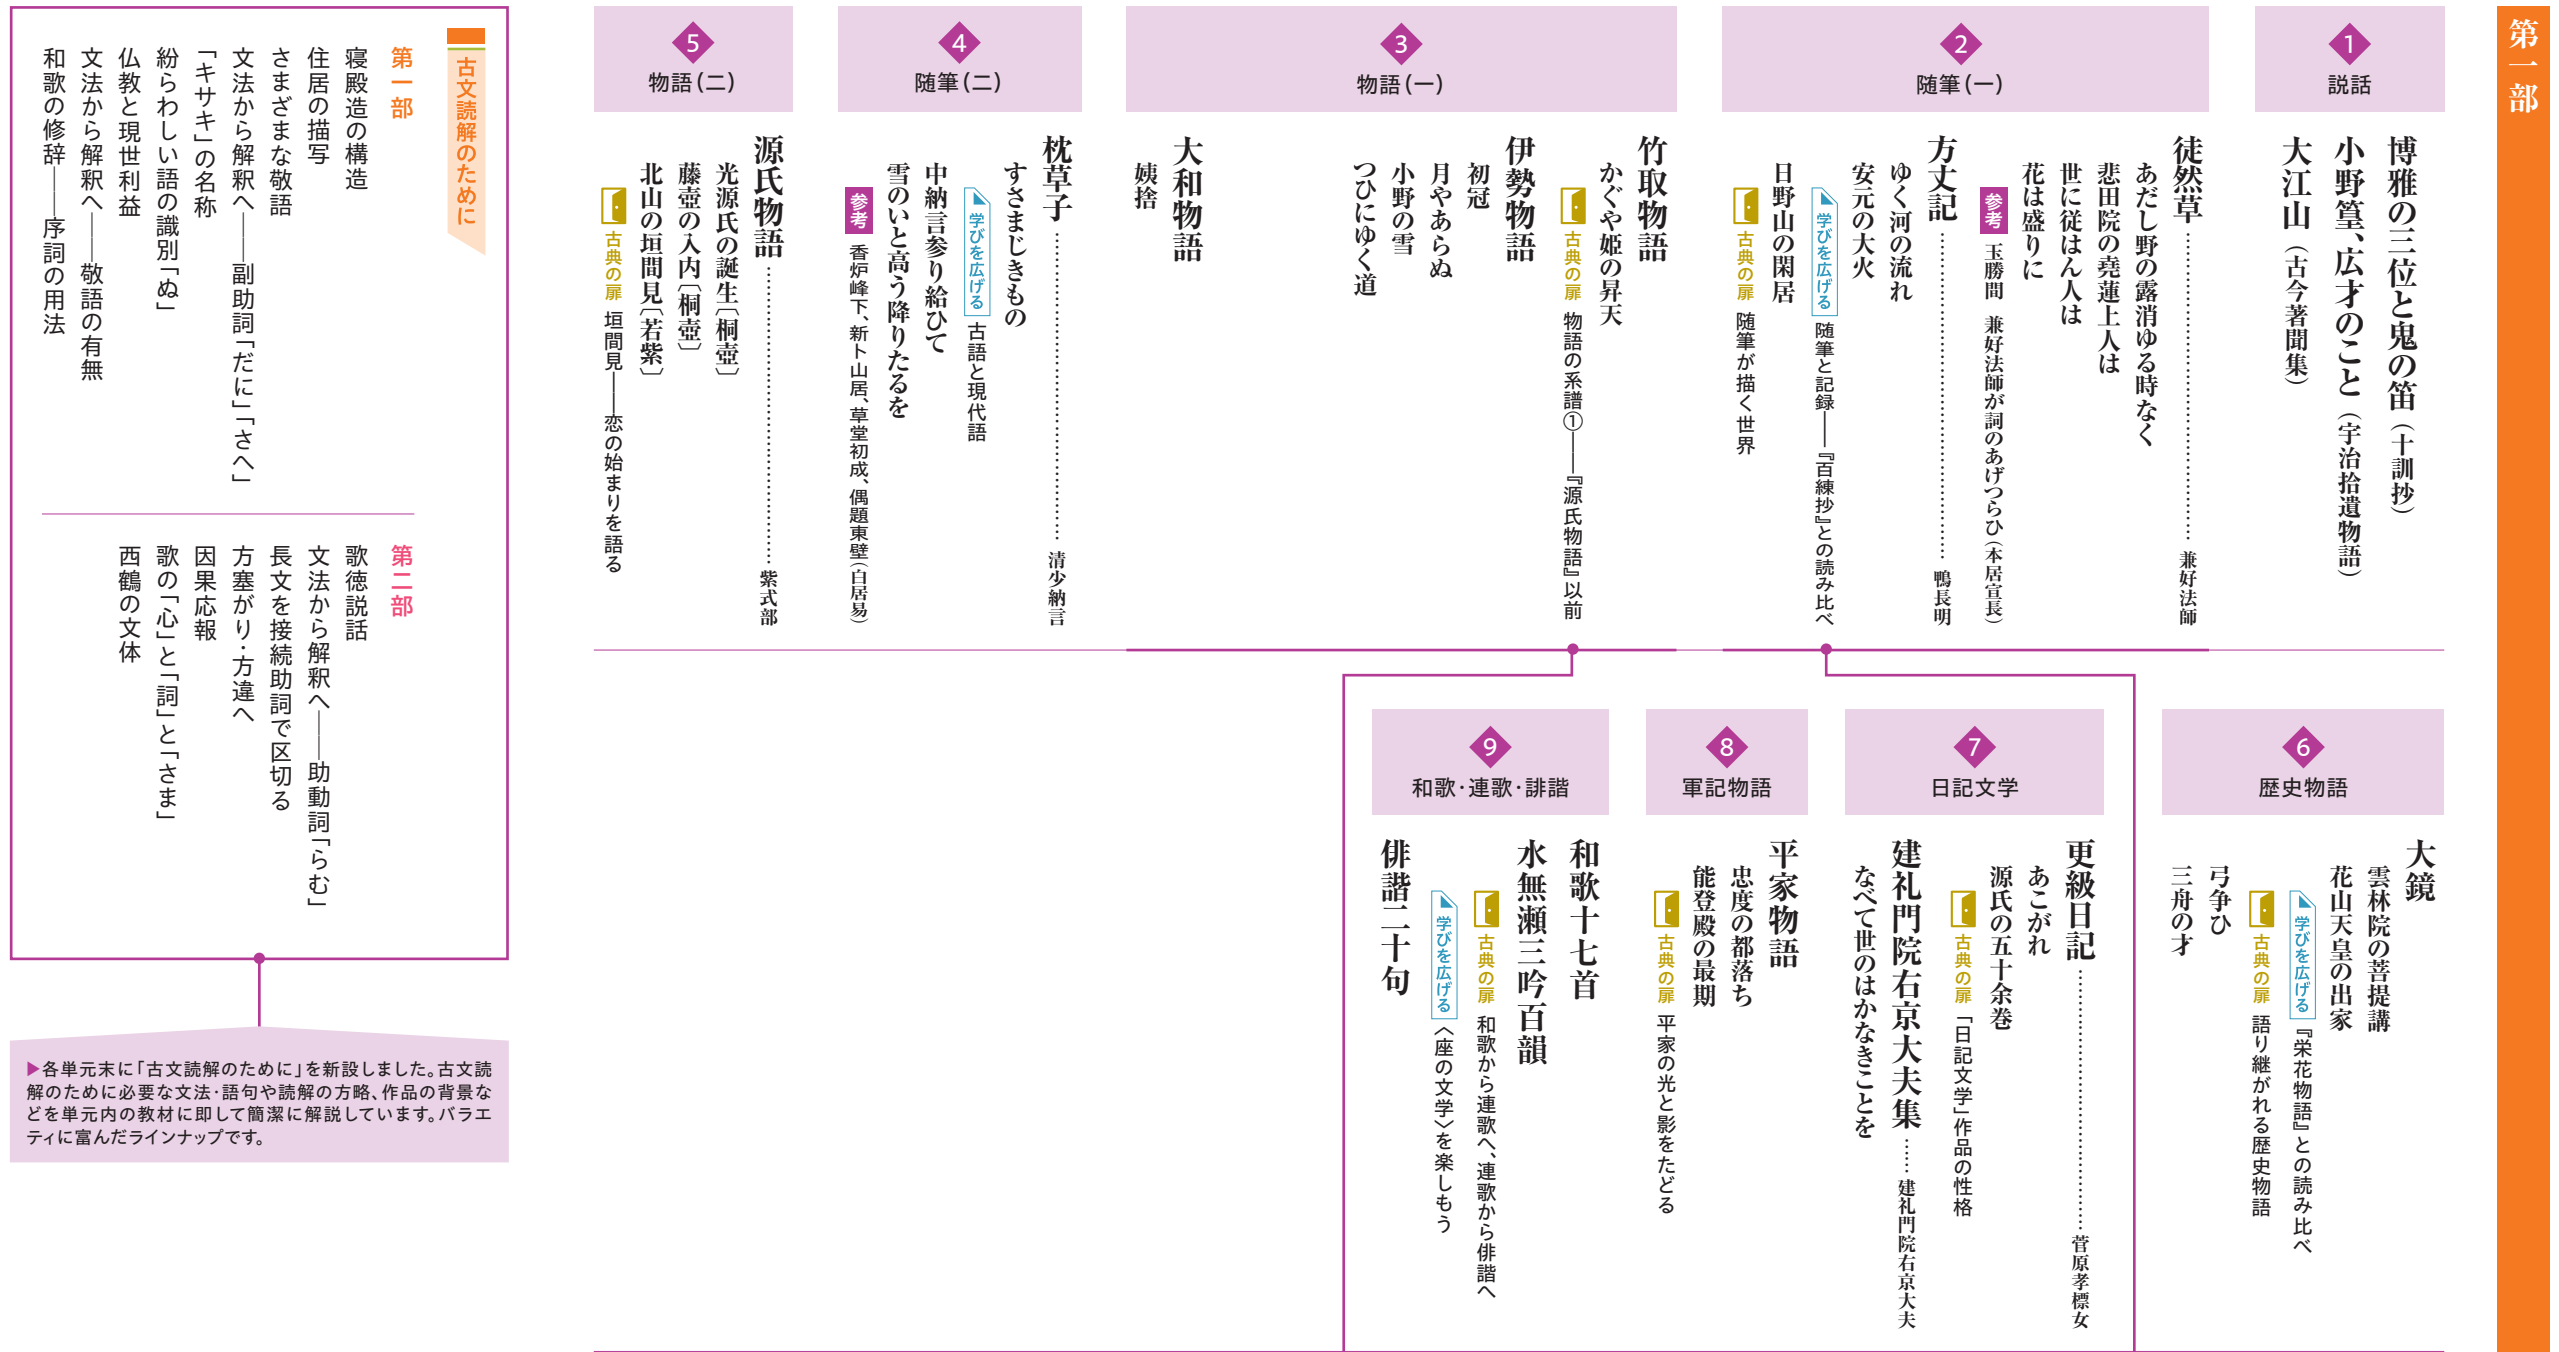 第一部
1
説話
博雅の三位と鬼の笛（十訓抄）
小野篁、広才のこと（宇治拾遺物語）
大江山（古今著聞集）
2
随筆（一）
徒然草 …… 兼好法師
あだし野の露消ゆる時なく
悲田院の尭蓮上人は
世に従はん人は
花は盛りに
参考 玉勝間 兼好法師が詞のあげつらひ（本居宣長）
方丈記 …… 鴨長明
ゆく河の流れ
安元の大火
学びを広げる 随筆と記録――『百練抄』との読み比べ
日野山の閑居
古典の扉 随筆が描く世界
3
物語（一）
竹取物語
かぐや姫の昇天
古典の扉 物語の系譜①――『源氏物語』以前
伊勢物語
初冠
月やあらぬ
小野の雪
つひにゆく道
大和物語
姨捨
4
随筆（二）
枕草子 …… 清少納言
すさまじきもの
学びを広げる 古語と現代語
中納言参り給ひて
雪のいと高う降りたるを
参考 香炉峰下、新卜山居、草堂初成、偶題東壁（白居易）
5
物語（二）
源氏物語 …… 紫式部
光源氏の誕生〔桐壺〕
藤壺の入内〔桐壺〕
北山の垣間見〔若紫〕
古典の扉 垣間見――恋の始まりを語る
6
歴史物語
大鏡
雲林院の菩提講
花山天皇の出家
学びを広げる 『栄花物語』との読み比べ
古典の扉 語り継がれる歴史物語
弓争ひ
三舟の才
7
日記文学
更級日記 …… 菅原孝標女
あこがれ
源氏の五十余巻
古典の扉 「日記文学」作品の性格
建礼門院右京大夫集 …… 建礼門院右京大夫
なべて世のはかなきことを
8
軍記物語
平家物語
忠度の都落ち
能登殿の最期
古典の扉 平家の光と影をたどる
9
和歌・連歌・誹諧
和歌十七首
水無瀬三吟百韻
古典の扉 和歌から連歌へ、連歌から俳諧へ
学びを広げる 〈座の文学〉を楽しもう
俳諧二十句
古文読解のために
第一部
寝殿造の構造
住居の描写
さまざまな敬語
文法から解釈へ――副助詞「だに」「さへ」
「キサキ」の名称
紛らわしい語の識別「ぬ」
仏教と現世利益
文法から解釈へ――敬語の有無
和歌の修辞――序詞の用法
第二部
歌徳説話
文法から解釈へ――助動詞「らむ」
長文を接続助詞で区切る
方塞がり・方違へ
因果応報
歌の「心」と「詞」と「さま」
西鶴の文体
▶各単元末に「古文読解のために」を新設しました。古文読
解のために必要な文法・語句や読解の方略、作品の背景な
どを単元内の教材に即して簡潔に解説しています。バラエ
ティに富んだラインナップです。